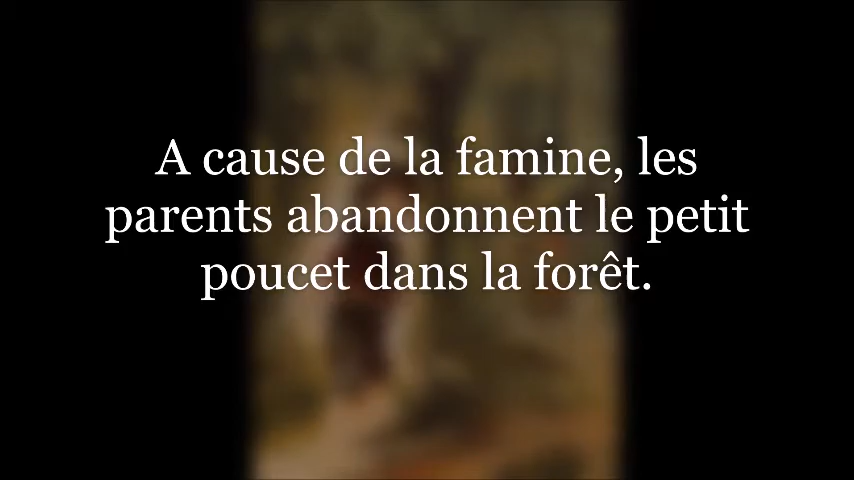 A cause de la famine, les
parents abandonnent le petit
poucet dans la forêt.